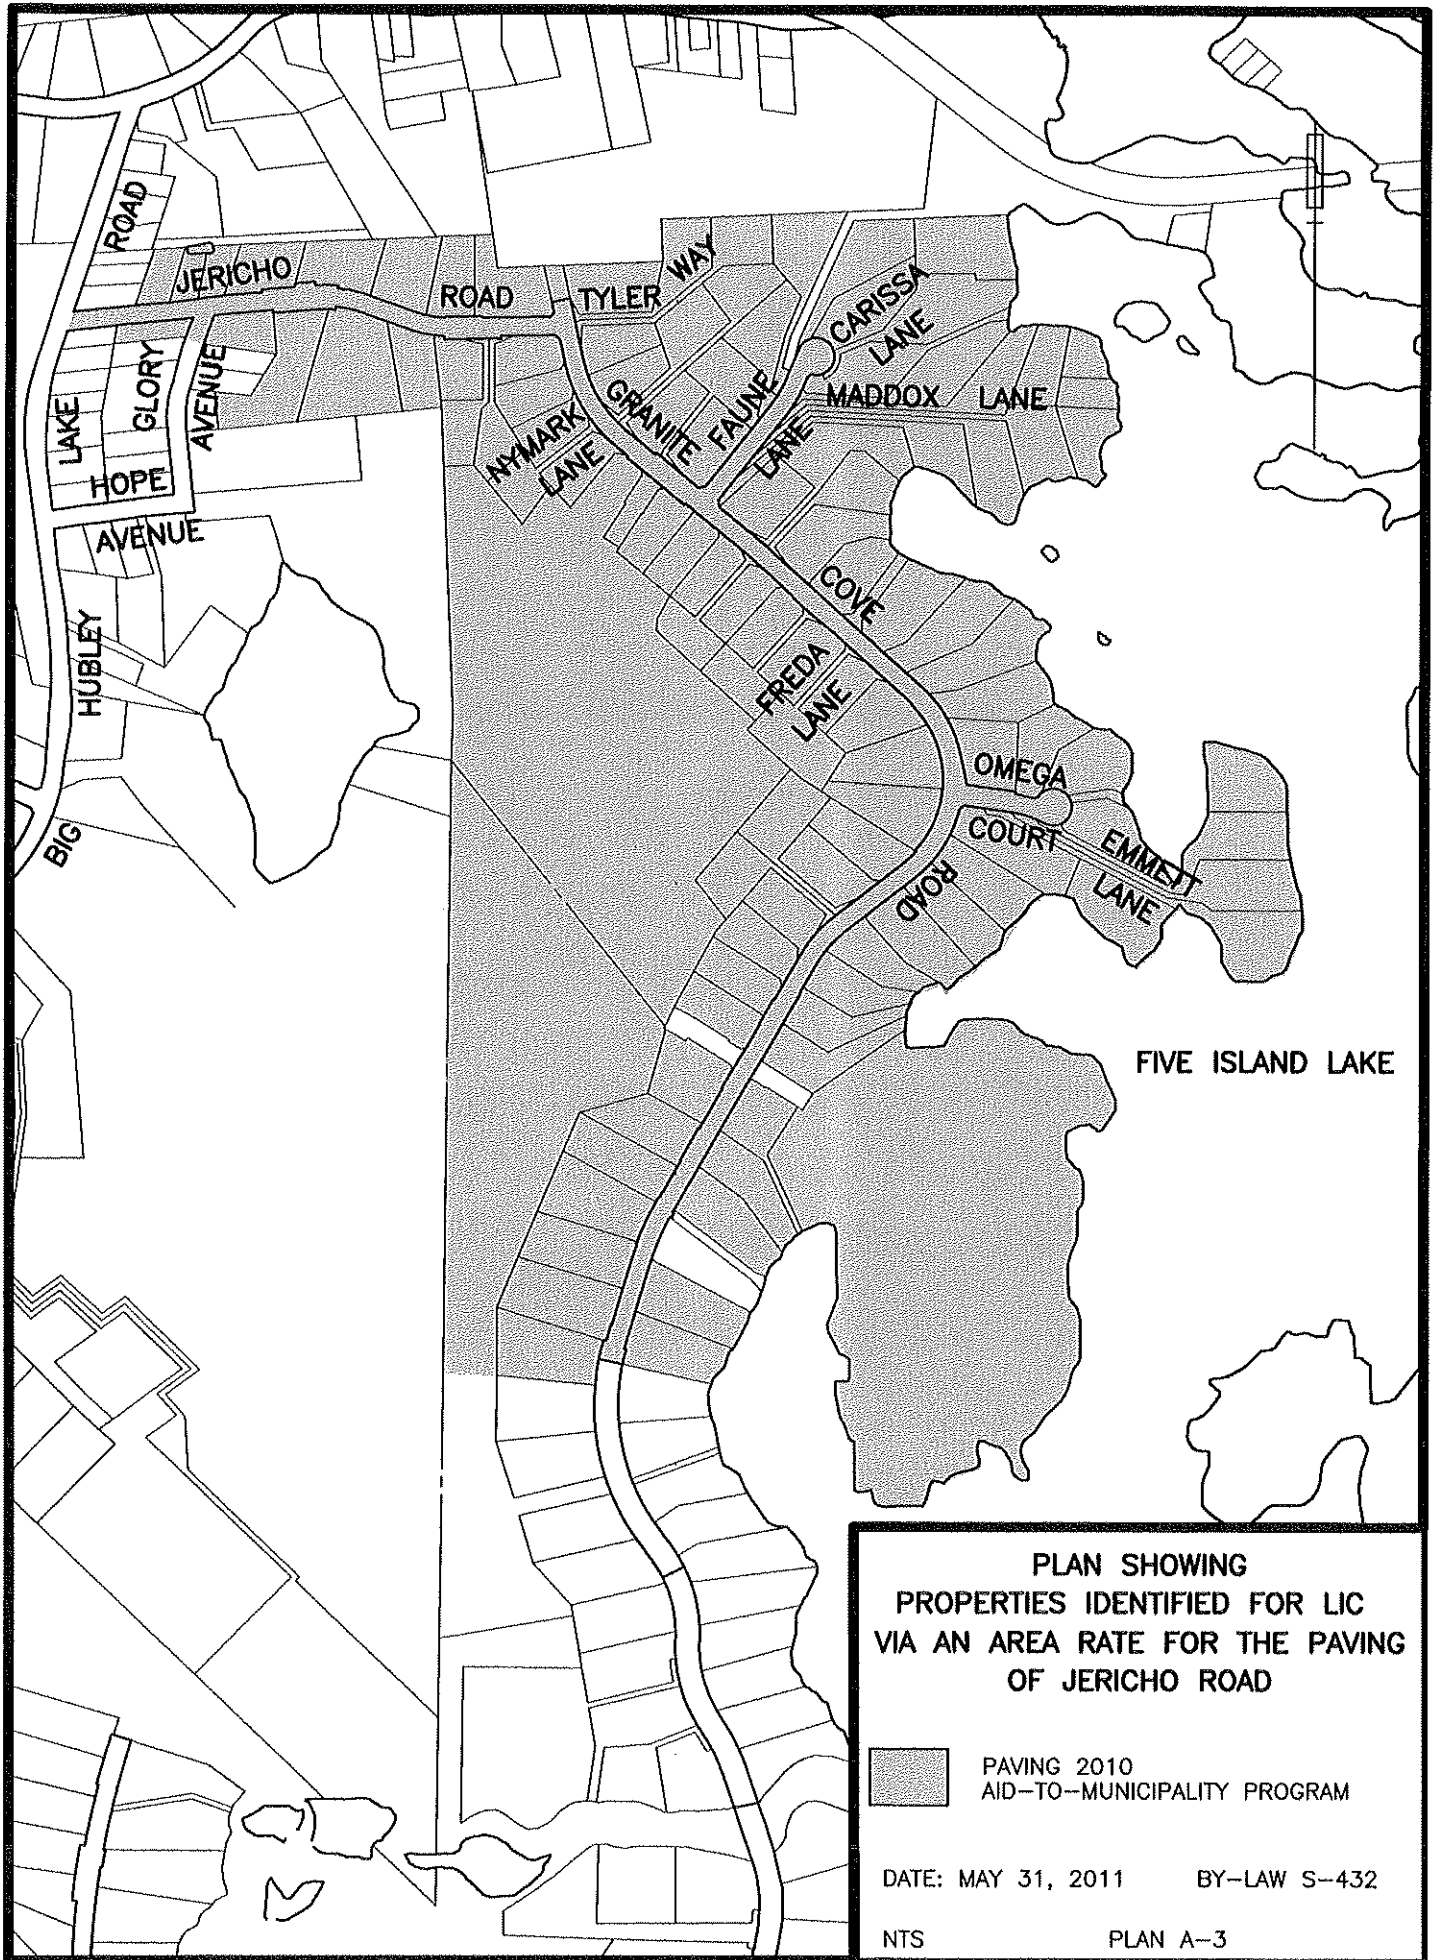 ROAD
JERICHO
ROAD
TYLER
WAY
CARISSA
LANE
MADDOX LANE
GRANITE
FAUNE
LANE
NYMARK
LANE
GLORY
AVENUE
LAKE
HOPE
AVENUE
HUBLEY
BIG
COVE
FREDA
LANE
OMEGA
COURT
EMMETT
LANE
ROAD
FIVE ISLAND LAKE
PLAN SHOWING
PROPERTIES IDENTIFIED FOR LIC
VIA AN AREA RATE FOR THE PAVING
OF JERICHO ROAD
PAVING 2010
AID-TO-MUNICIPALITY PROGRAM
DATE: MAY 31, 2011 BY-LAW S-432
NTS PLAN A-3